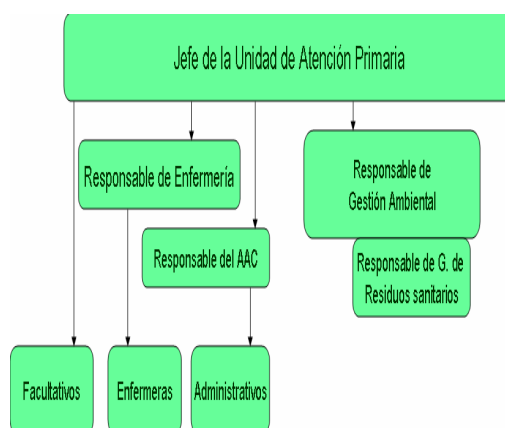 Jefe de la Unidad de Atención Primaria
Responsable de Enfermería
Responsable de
Gestión Ambiental
Responsable del AAC
Responsable de G. de
Residuos sanitarios
Facultativos
Enfermeras
Administrativos